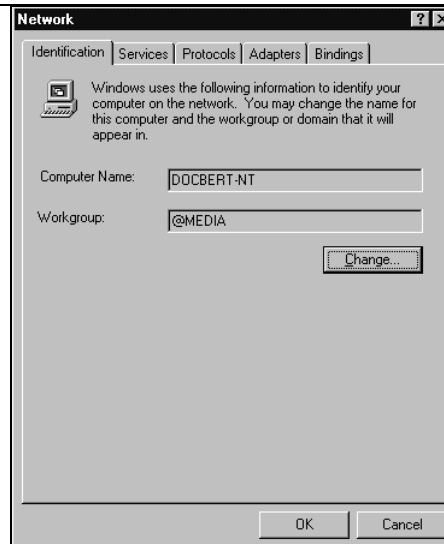 Network
Identification Services Protocols Adapters Bindings
Windows uses the following information to identify your
computer on the network. You may change the name for
this computer and the workgroup or domain that it will
appear in.
Computer Name: DOCBERT-NT
Workgroup: @MEDIA
Change...
OK Cancel